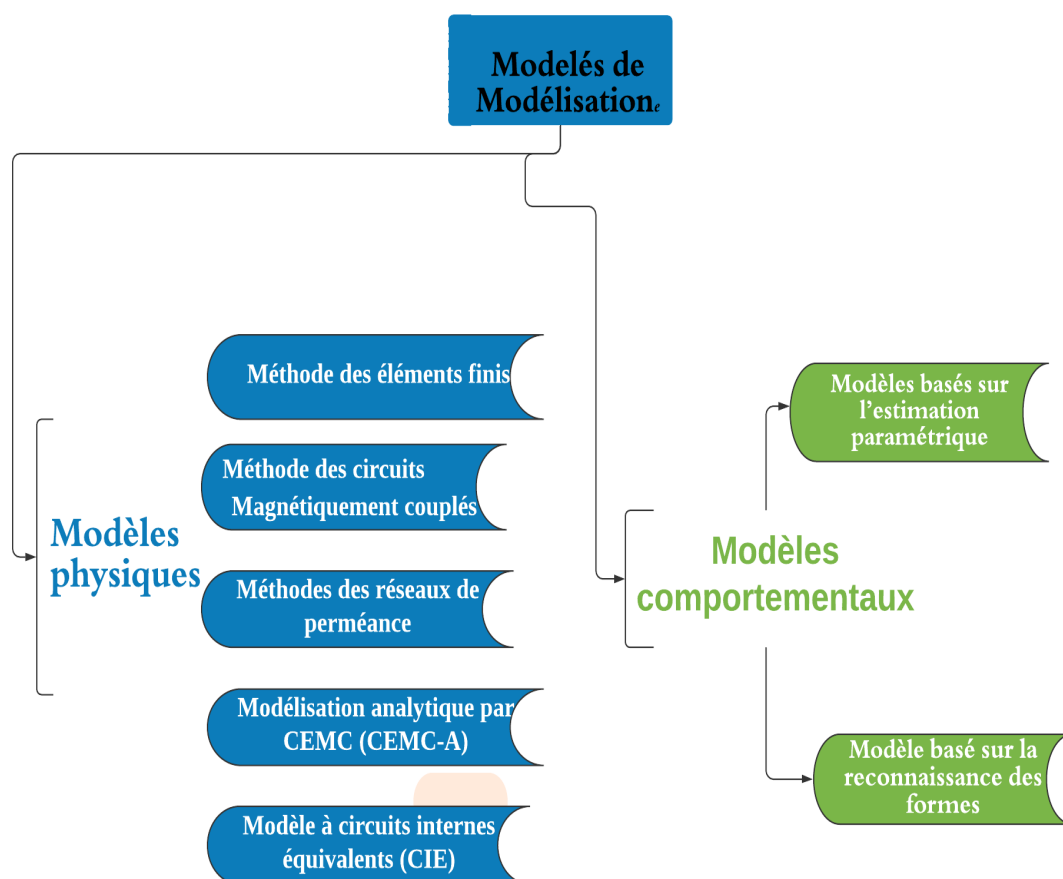 Modelés de
Modélisatione
Méthode des éléments finis
Méthode des circuits
Magnétiquement couplés
Modèles
physiques
Méthodes des réseaux de
perméance
Modélisation analytique par
CEMC (CEMC-A)
Modèle à circuits internes
équivalents (CIE)
Modèles basés sur
l’estimation
paramétrique
Modèles
comportementaux
Modèle basé sur la
reconnaissance des
formes